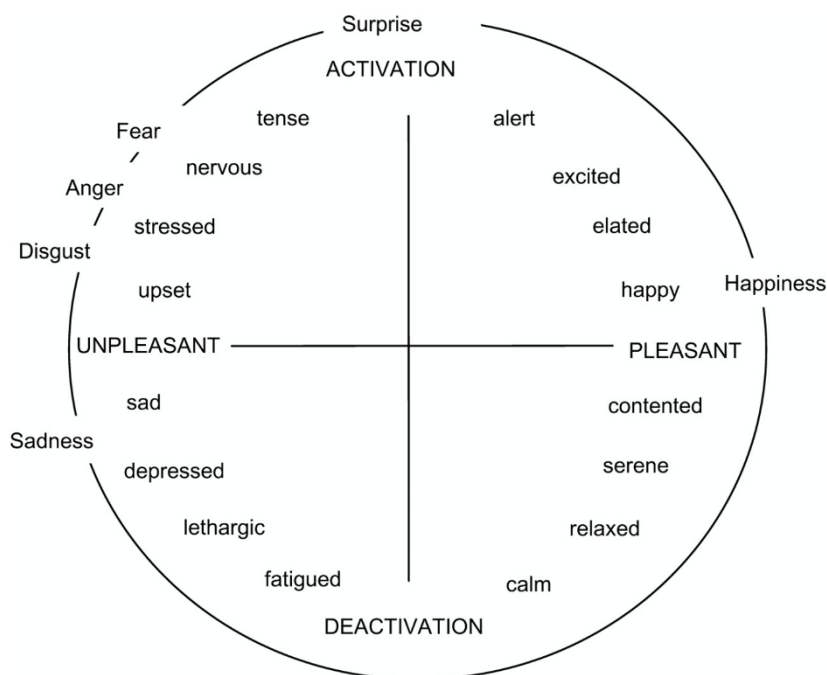 Surprise
ACTIVATION
tense
alert
Fear
nervous
excited
Anger
stressed
elated
Disgust
upset
happy
Happiness
UNPLEASANT
PLEASANT
sad
contented
Sadness
depressed
serene
lethargic
relaxed
fatigued
calm
DEACTIVATION